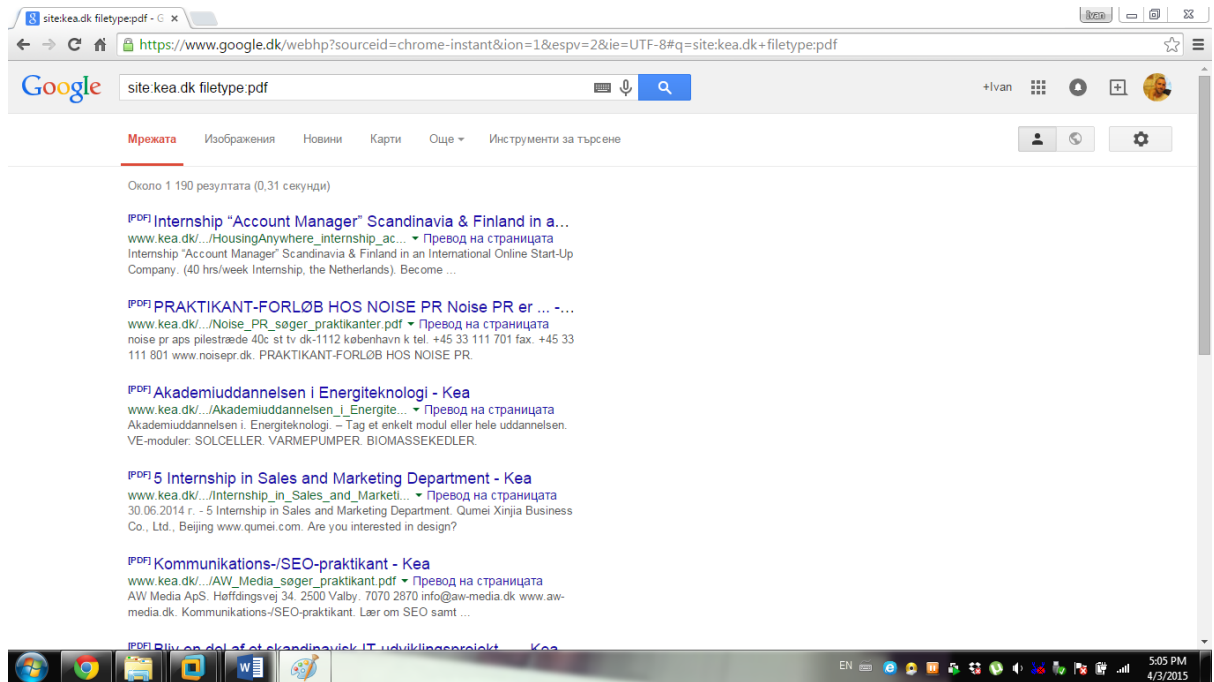 site:kea.dk filetype:pdf - G
Ivan
https://www.google.dk/webhp?sourceid=chrome-instant&ion=1&espv=2&ie=UTF-8#q=site:kea.dk+filetype:pdf
Google site:kea.dk filetype:pdf +Ivan
Мрежата Изображения Новини Карти Още Инструменти за търсене
Около 1 190 резултата (0,31 секунди)
[PDF] Internship “Account Manager” Scandinavia & Finland in a...
www.kea.dk/.../HousingAnywhere_internship_ac... Превод на страницата
Internship “Account Manager” Scandinavia & Finland in an International Online Start-Up
Company. (40 hrs/week Internship, the Netherlands). Become ...
[PDF] PRAKTIKANT-FORLØB HOS NOISE PR Noise PR er ... -...
www.kea.dk/.../Noise_PR_søger_praktikanter.pdf Превод на страницата
noise pr aps pilestræde 40c st tv dk-1112 københavn k tel. +45 33 111 701 fax. +45 33
111 801 www.noisepr.dk. PRAKTIKANT-FORLØB HOS NOISE PR.
[PDF] Akademiuddannelsen i Energiteknologi - Kea
www.kea.dk/.../Akademiuddannelsen_i_Energite... Превод на страницата
Akademiuddannelsen i. Energiteknologi. – Tag et enkelt modul eller hele uddannelsen.
VE-moduler: SOLCELLER. VARMEPUMPER. BIOMASSEKEDLER.
[PDF] 5 Internship in Sales and Marketing Department - Kea
www.kea.dk/.../Internship_in_Sales_and_Marketi... Превод на страницата
30.06.2014 г. - 5 Internship in Sales and Marketing Department. Qumei Xinjia Business
Co., Ltd., Beijing www.qumei.com. Are you interested in design?
[PDF] Kommunikations-/SEO-praktikant - Kea
www.kea.dk/.../AW_Media_søger_praktikant.pdf Превод на страницата
AW Media ApS. Høffdingsvej 34. 2500 Valby. 7070 2870 info@aw-media.dk www.aw-
media.dk. Kommunikations-/SEO-praktikant. Lær om SEO samt ...
[PDF] Bliv en del af et skandinavisk IT udviklingsprojekt ... - Kea
EN 5:05 PM
4/3/2015